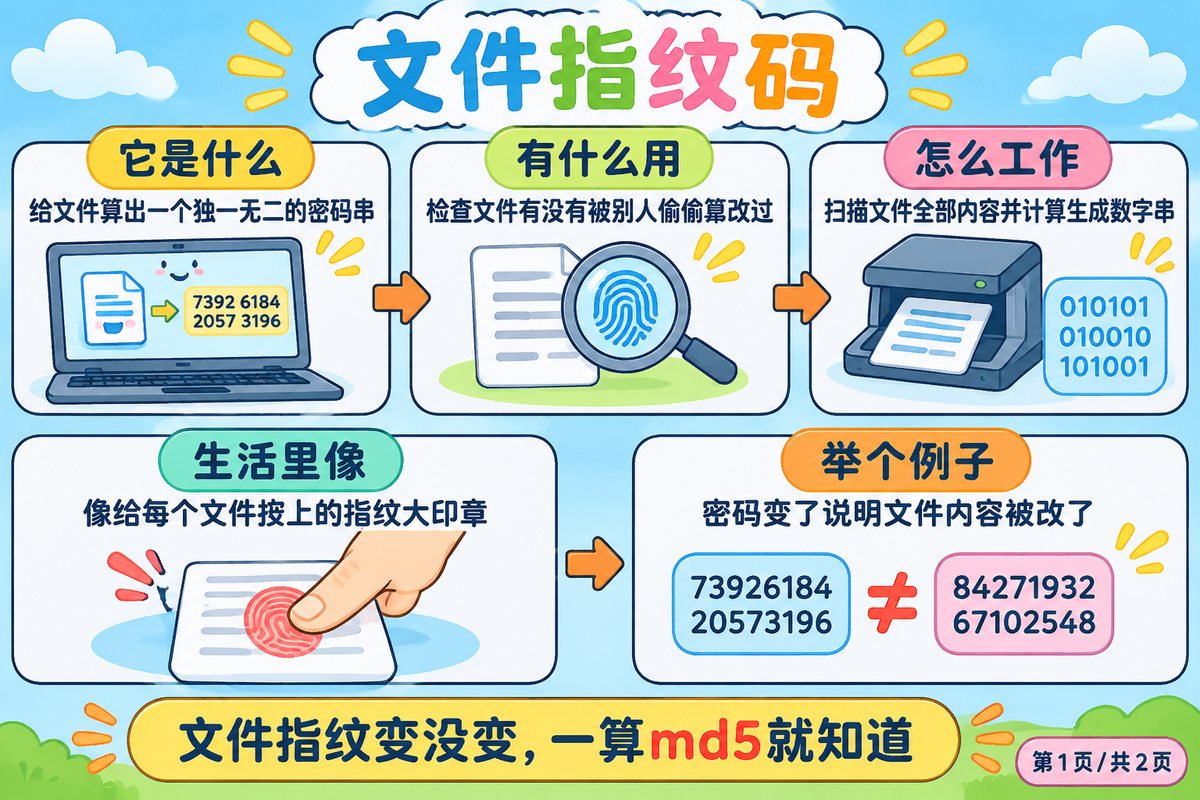 文件指纹码
它是什么
给文件算出一个独一无二的密码串
7392 6184
2057 3196
有什么用
检查文件有没有被别人偷偷篡改过
怎么工作
扫描文件全部内容并计算生成数字串
010101
010010
101001
生活里像
像给每个文件按上的指纹大印章
举个例子
密码变了说明文件内容被改了
73926184
20573196
≠
84271932
67102548
文件指纹变没变，一算md5就知道
第1页/共2页